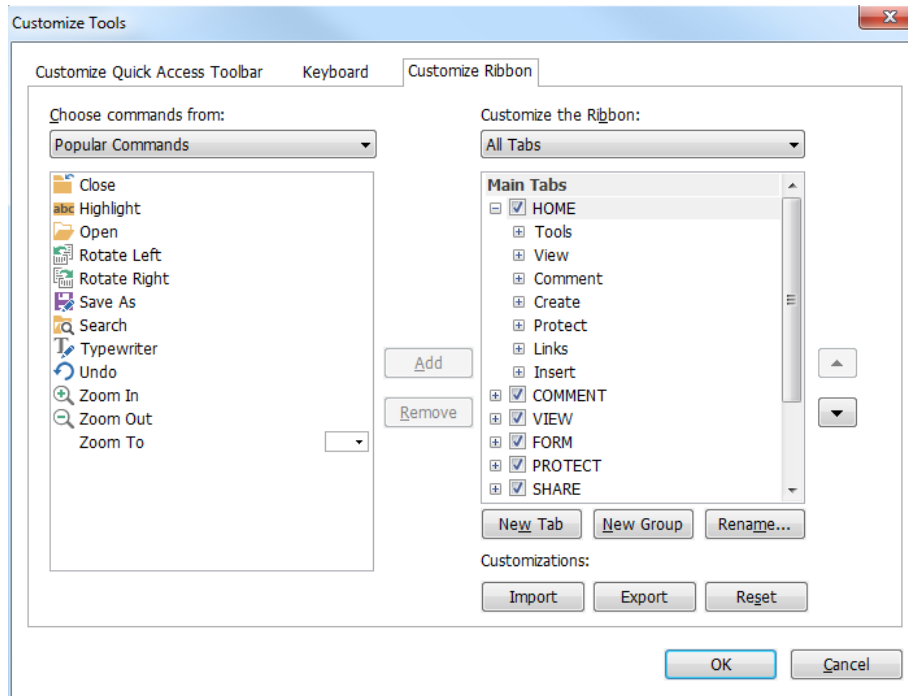 Customize Tools
x
Customize Quick Access Toolbar Keyboard Customize Ribbon
Choose commands from:
Popular Commands
Close
abc Highlight
Open
Rotate Left
Rotate Right
Save As
Search
Typewriter
Undo
Zoom In
Zoom Out
Zoom To
Add
Remove
Customize the Ribbon:
All Tabs
Main Tabs
HOME
Tools
View
Comment
Create
Protect
Links
Insert
COMMENT
VIEW
FORM
PROTECT
SHARE
New Tab New Group Rename...
Customizations:
Import Export Reset
OK Cancel